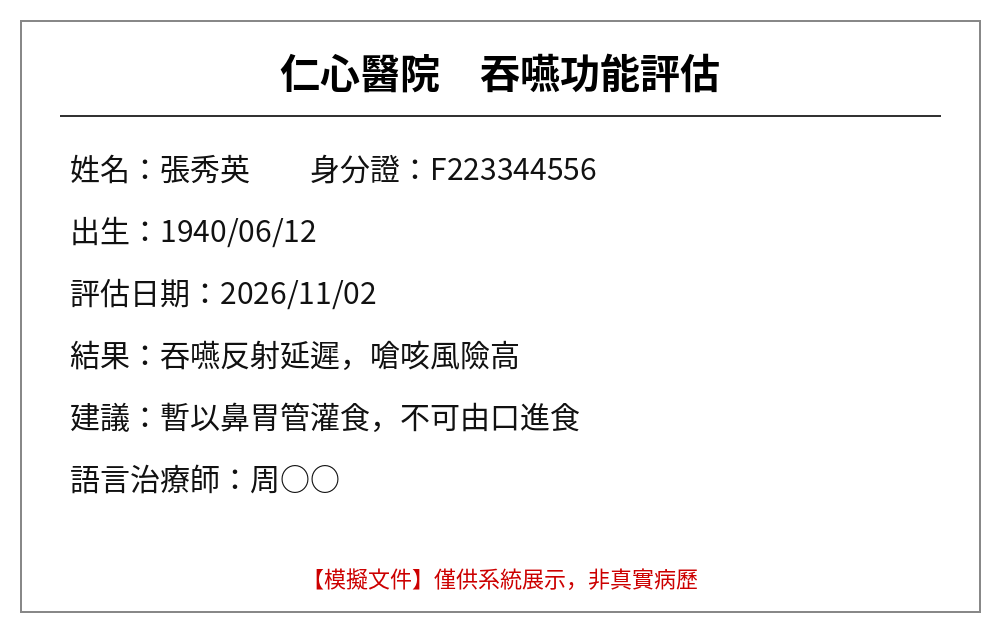 仁心醫院　吞嚥功能評估
姓名：張秀英　　身分證：F223344556
出生：1940/06/12
評估日期：2026/11/02
結果：吞嚥反射延遲，嗆咳風險高
建議：暫以鼻胃管灌食，不可由口進食
語言治療師：周○○
【模擬文件】僅供系統展示，非真實病歷